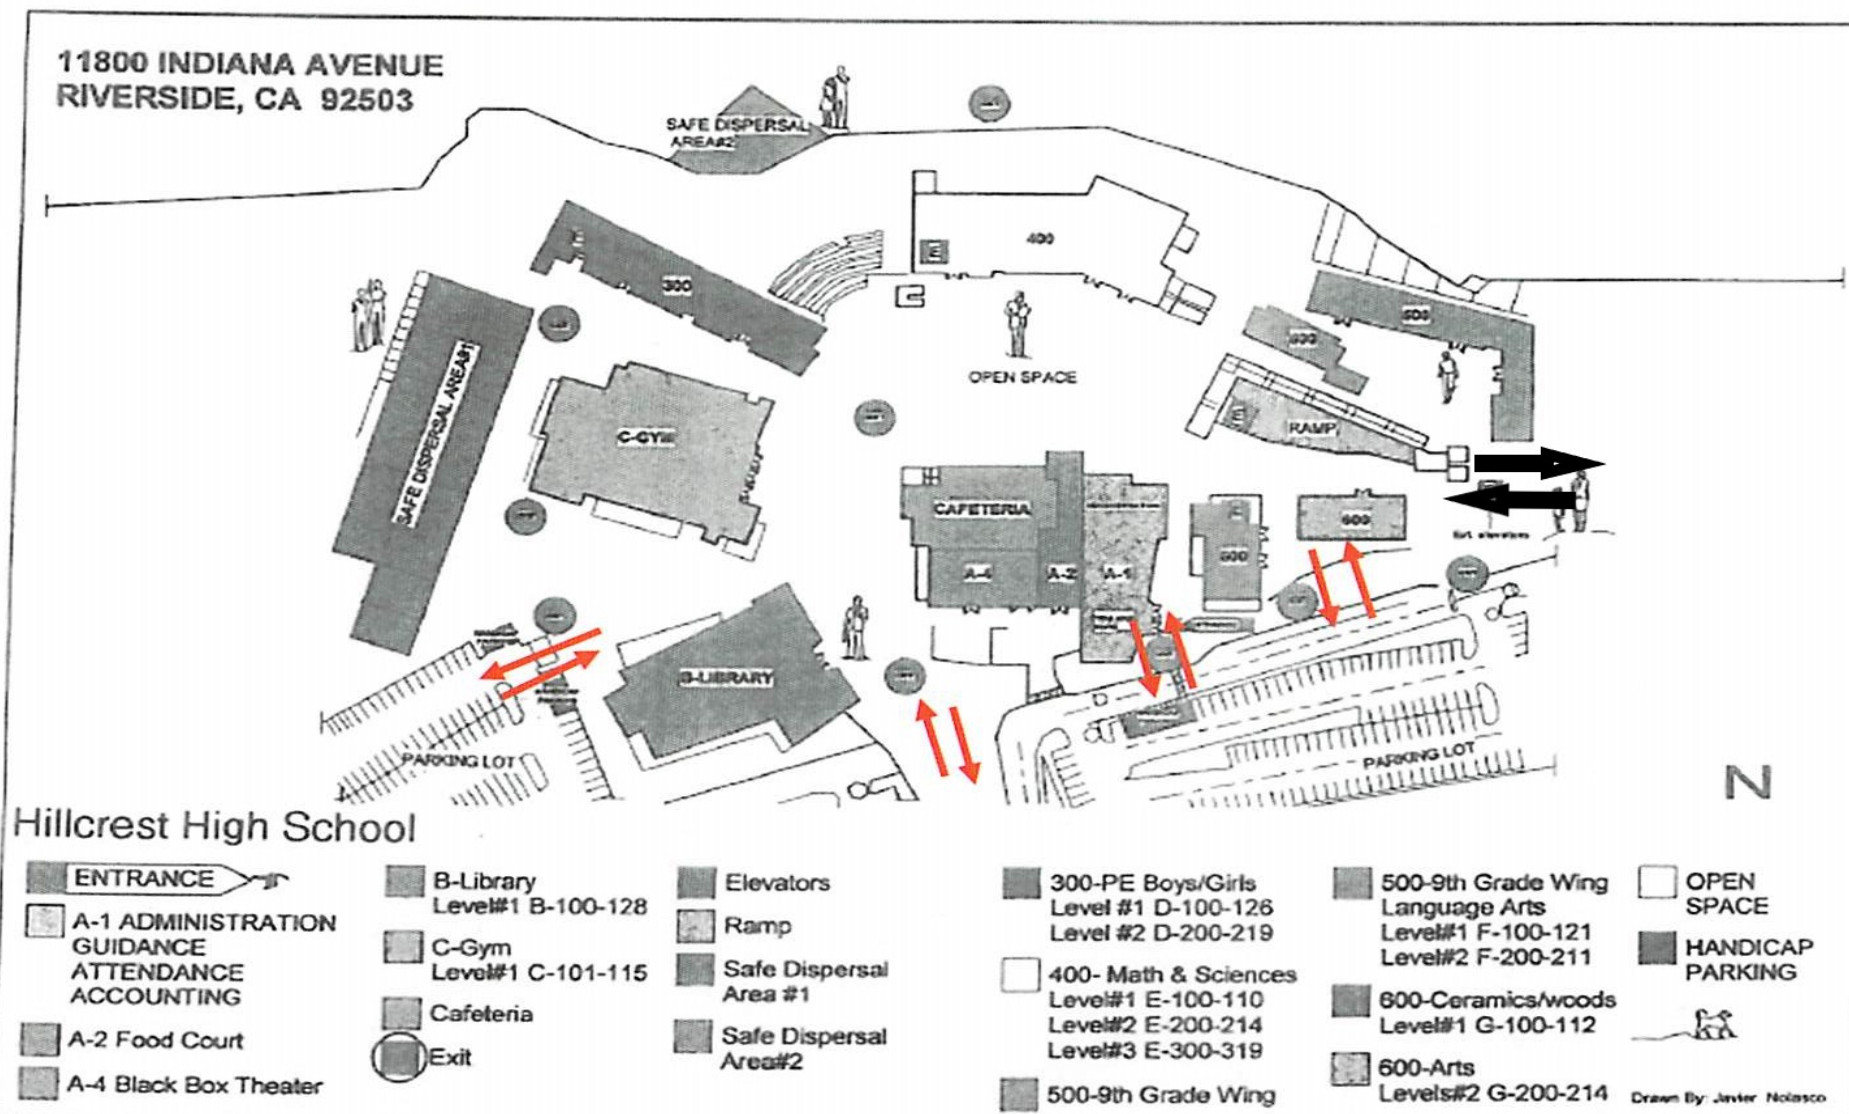 11800 INDIANA AVENUE
RIVERSIDE, CA 92503
SAFE DISPERSAL
AREA#2
400
E
300
500
OPEN SPACE
SAFE DISPERSAL AREA#1
C-GYM
E
RAMP
CAFETERIA
600
A-4
A-2
A-1
B-LIBRARY
PARKING LOT
PARKING LOT
N
Hillcrest High School
ENTRANCE
A-1 ADMINISTRATION
GUIDANCE
ATTENDANCE
ACCOUNTING
A-2 Food Court
A-4 Black Box Theater
B-Library
Level#1 B-100-128
C-Gym
Level#1 C-101-115
Cafeteria
Exit
Elevators
Ramp
Safe Dispersal
Area #1
Safe Dispersal
Area#2
300-PE Boys/Girls
Level #1 D-100-126
Level #2 D-200-219
400- Math & Sciences
Level#1 E-100-110
Level#2 E-200-214
Level#3 E-300-319
500-9th Grade Wing
500-9th Grade Wing
Language Arts
Level#1 F-100-121
Level#2 F-200-211
600-Ceramics/woods
Level#1 G-100-112
600-Arts
Levels#2 G-200-214
OPEN
SPACE
HANDICAP
PARKING
Drawn By: Javier Nolasco